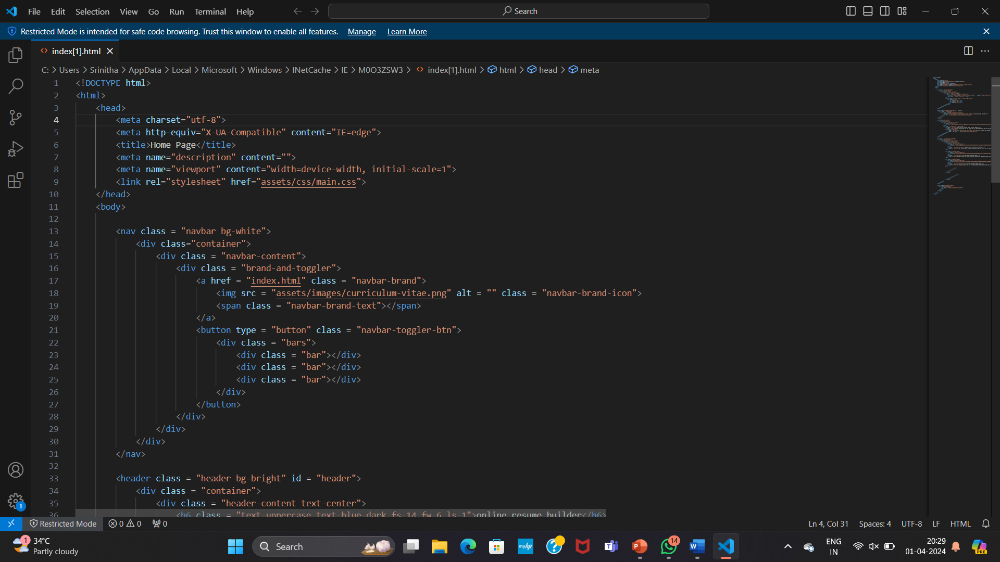 File Edit Selection View Go Run Terminal Help
Search
Restricted Mode is intended for safe code browsing. Trust this window to enable all features. Manage Learn More
index[1].html
C: > Users > Srinitha > AppData > Local > Microsoft > Windows > INetCache > IE > M0O3ZSW3 > index[1].html > html > head > meta
1 <!DOCTYPE html>
2 <html>
3 <head>
4 <meta charset="utf-8">
5 <meta http-equiv="X-UA-Compatible" content="IE=edge">
6 <title>Home Page</title>
7 <meta name="description" content="">
8 <meta name="viewport" content="width=device-width, initial-scale=1">
9 <link rel="stylesheet" href="assets/css/main.css">
10 </head>
11 <body>
12
13 <nav class = "navbar bg-white">
14 <div class="container">
15 <div class = "navbar-content">
16 <div class = "brand-and-toggler">
17 <a href = "index.html" class = "navbar-brand">
18 <img src = "assets/images/curriculum-vitae.png" alt = "" class = "navbar-brand-icon">
19 <span class = "navbar-brand-text"></span>
20 </a>
21 <button type = "button" class = "navbar-toggler-btn">
22 <div class = "bars">
23 <div class = "bar"></div>
24 <div class = "bar"></div>
25 <div class = "bar"></div>
26 </div>
27 </button>
28 </div>
29 </div>
30 </div>
31 </nav>
32
33 <header class = "header bg-bright" id = "header">
34 <div class = "container">
35 <div class = "header-content text-center">
36 <h6 class = "text-uppercase text-blue-dark fs-14 fw-6 ls-1">online resume builder</h6>
1
Restricted Mode 0 0 0 Ln 4, Col 31 Spaces: 4 UTF-8 LF HTML
1 34°C
Partly cloudy
Search
myhp
14
PRE
ENG
IN
20:29
01-04-2024